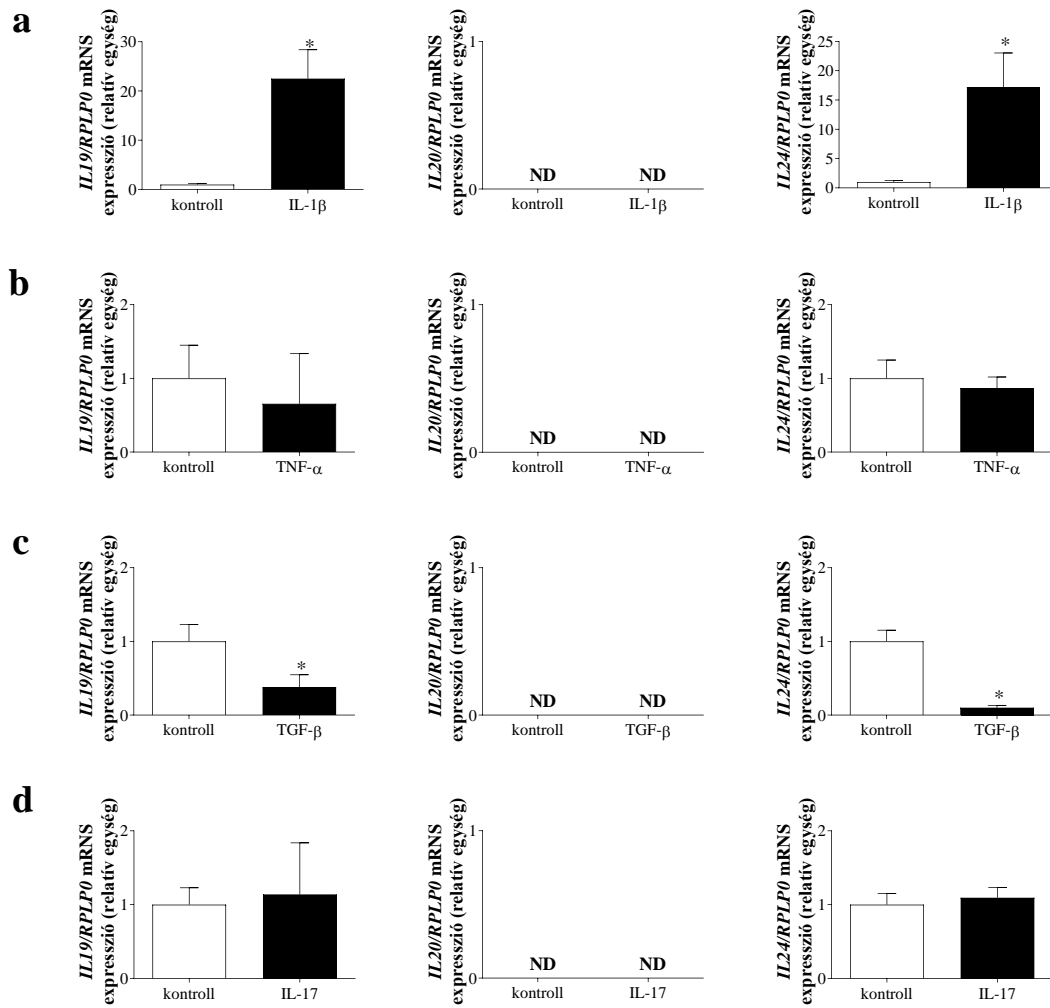 a
IL19/RPLP0 mRNS
expresszió (relatív egység)
30
20
10
0
*
kontroll
IL-1β
IL20/RPLP0 mRNS
expresszió (relatív egység)
1
0
ND
ND
kontroll
IL-1β
IL24/RPLP0 mRNS
expresszió (relatív egység)
25
20
15
10
5
0
*
kontroll
IL-1β
b
IL19/RPLP0 mRNS
expresszió (relatív egység)
2
1
0
kontroll
TNF-α
IL20/RPLP0 mRNS
expresszió (relatív egység)
1
0
ND
ND
kontroll
TNF-α
IL24/RPLP0 mRNS
expresszió (relatív egység)
2
1
0
kontroll
TNF-α
c
IL19/RPLP0 mRNS
expresszió (relatív egység)
2
1
0
*
kontroll
TGF-β
IL20/RPLP0 mRNS
expresszió (relatív egység)
1
0
ND
ND
kontroll
TGF-β
IL24/RPLP0 mRNS
expresszió (relatív egység)
2
1
0
*
kontroll
TGF-β
d
IL19/RPLP0 mRNS
expresszió (relatív egység)
2
1
0
kontroll
IL-17
IL20/RPLP0 mRNS
expresszió (relatív egység)
1
0
ND
ND
kontroll
IL-17
IL24/RPLP0 mRNS
expresszió (relatív egység)
2
1
0
kontroll
IL-17